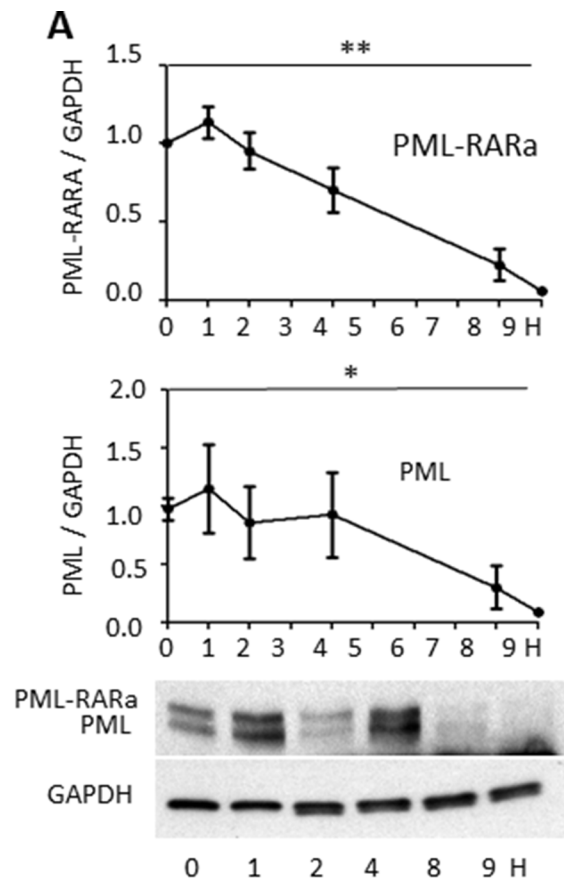 A
**
1.5
1.0
0.5
0.0
PML-RARA / GAPDH
PML-RARa
0 1 2 3 4 5 6 7 8 9 H
*
2.0
1.5
1.0
0.5
0.0
PML / GAPDH
PML
0 1 2 3 4 5 6 7 8 9 H
PML-RARa
PML
GAPDH
0 1 2 4 8 9 H